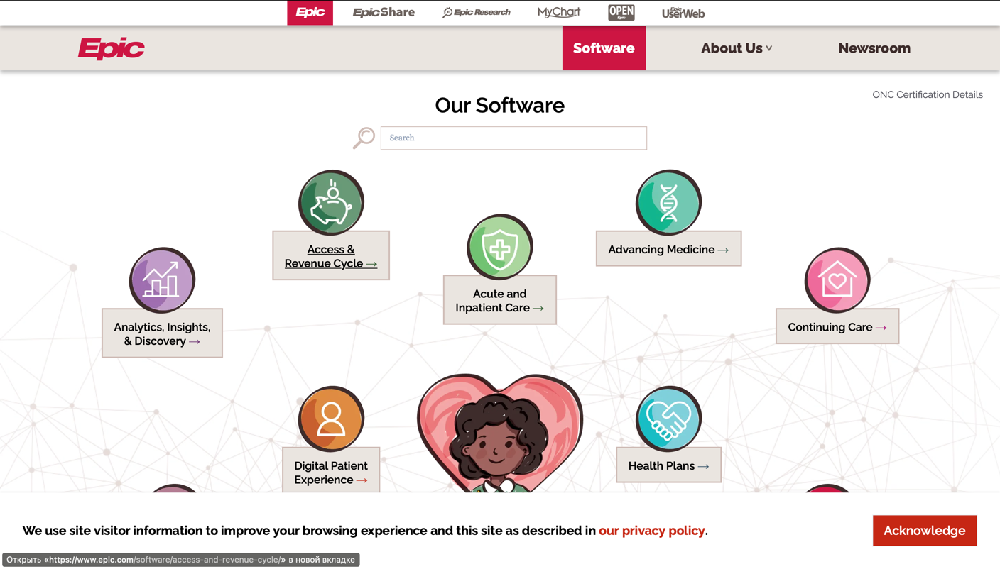 Epic
EpicShare
Epic Research
MyChart
OPEN
Epic
Epic
UserWeb
Epic
Software
About Us
Newsroom
ONC Certification Details
Our Software
Search
Access &
Revenue Cycle →
Advancing Medicine →
Acute and
Inpatient Care →
Analytics, Insights,
& Discovery →
Continuing Care →
Digital Patient
Experience →
Health Plans →
We use site visitor information to improve your browsing experience and this site as described in our privacy policy.
Acknowledge
Открыть «https://www.epic.com/software/access-and-revenue-cycle/» в новой вкладке